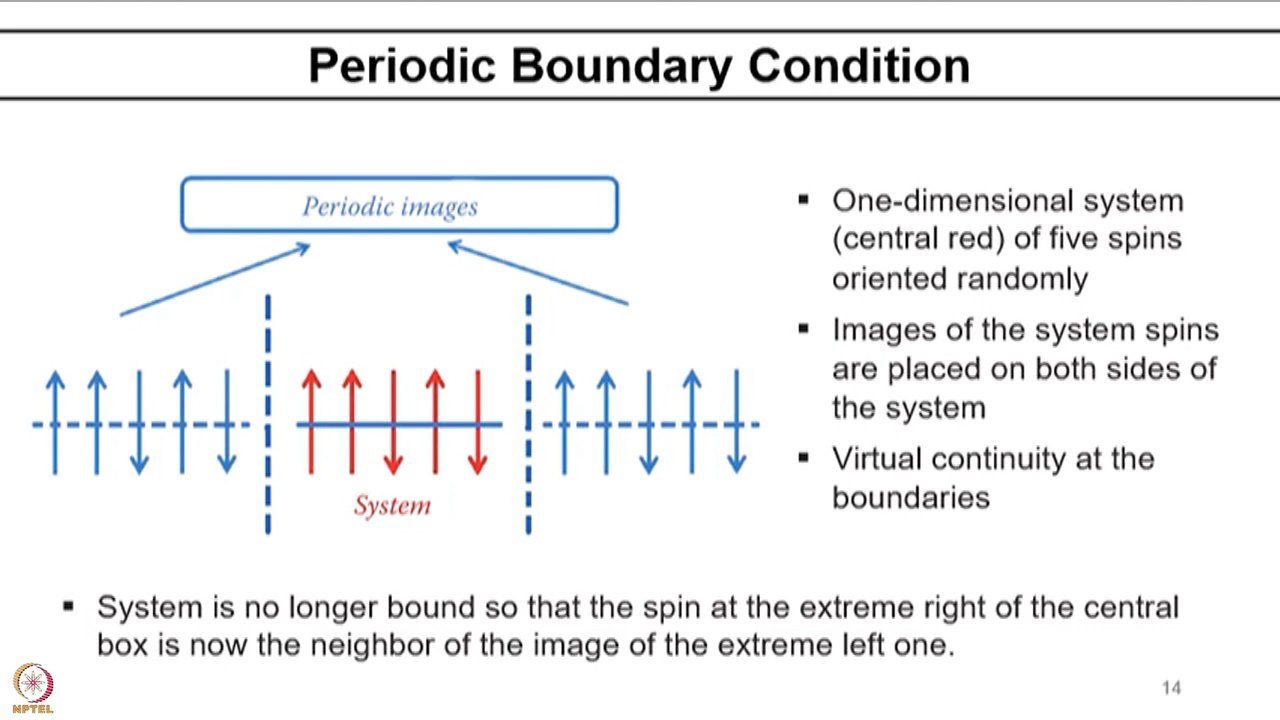 Periodic Boundary Condition
Periodic images
System
▪ One-dimensional system
(central red) of five spins
oriented randomly
▪ Images of the system spins
are placed on both sides of
the system
▪ Virtual continuity at the
boundaries
▪ System is no longer bound so that the spin at the extreme right of the central
box is now the neighbor of the image of the extreme left one.
NPTEL
14